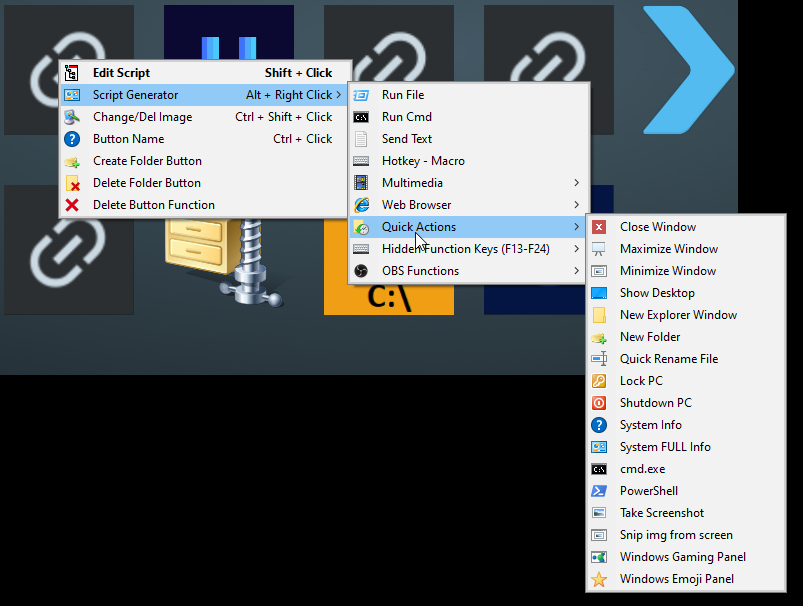 Edit Script Shift + Click
Script Generator Alt + Right Click
Change/Del Image Ctrl + Shift + Click
Button Name Ctrl + Click
Create Folder Button
Delete Folder Button
Delete Button Function
Run File
Run Cmd
Send Text
Hotkey - Macro
Multimedia
Web Browser
Quick Actions
Hidden Function Keys (F13-F24)
OBS Functions
C:\
Close Window
Maximize Window
Minimize Window
Show Desktop
New Explorer Window
New Folder
Quick Rename File
Lock PC
Shutdown PC
System Info
System FULL Info
cmd.exe
PowerShell
Take Screenshot
Snip img from screen
Windows Gaming Panel
Windows Emoji Panel